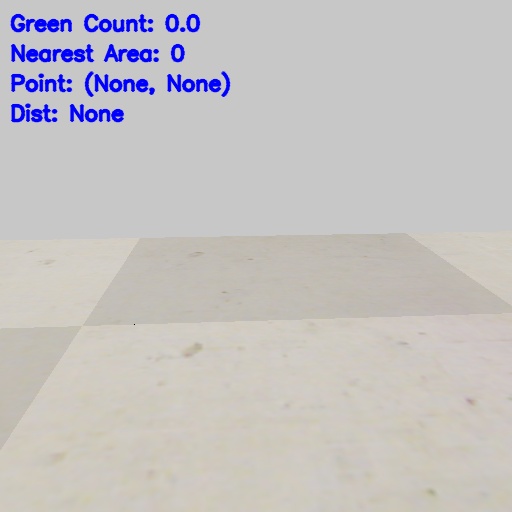 Green Count: 0.0
Nearest Area: 0
Point: (None, None)
Dist: None